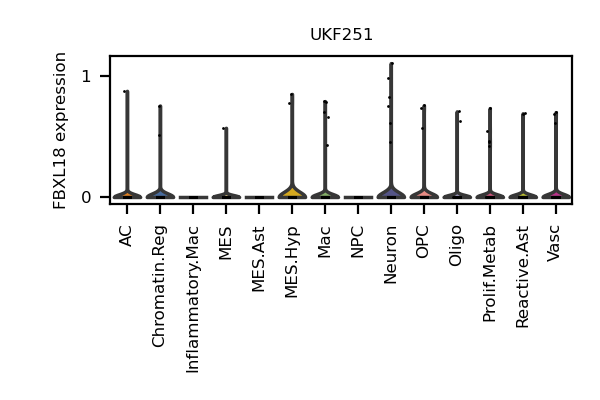 UKF251
FBXL18 expression
1
0
AC
Chromatin.Reg
Inflammatory.Mac
MES
MES.Ast
MES.Hyp
Mac
NPC
Neuron
OPC
Oligo
Prolif.Metab
Reactive.Ast
Vasc